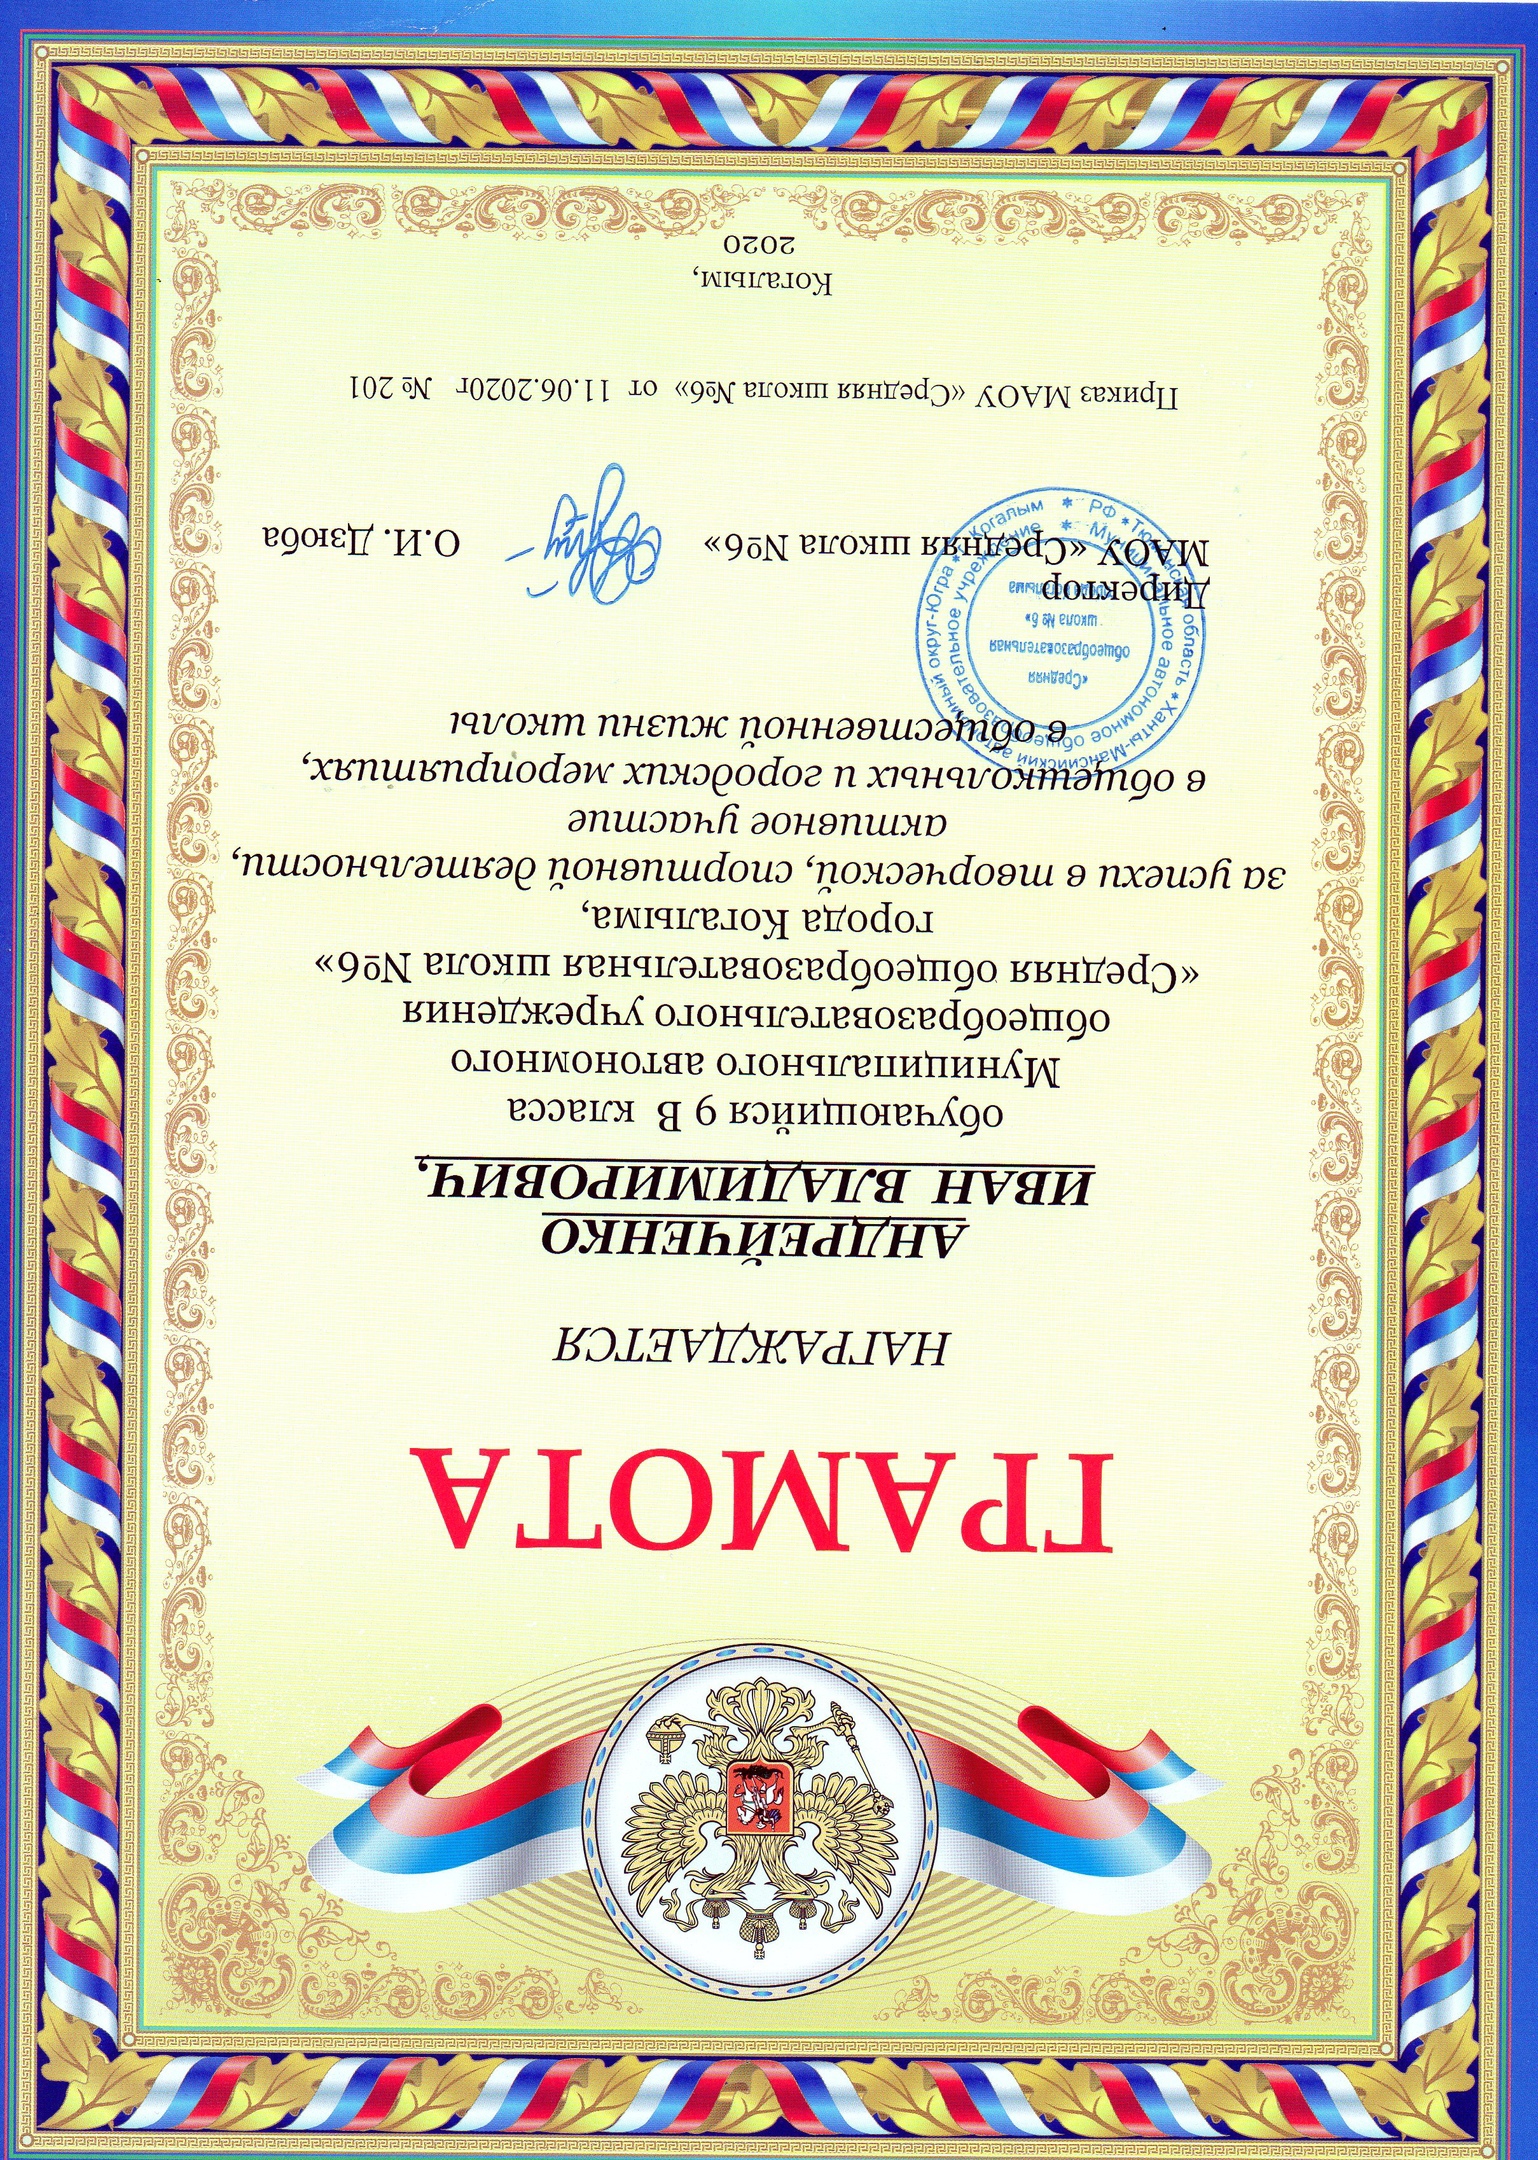 ГРАМОТА
НАГРАЖДАЕТСЯ
АНДРЕЙЧЕНКО
ИВАН ВЛАДИМИРОВИЧ,
обучающийся 9 В класса
Муниципального автономного
общеобразовательного учреждения
«Средняя общеобразовательная школа №6»
города Когалыма,
за успехи в творческой, спортивной деятельности,
активное участие
в общешкольных и городских мероприятиях,
в общественной жизни школы
РФ * Тюменская область * Ханты-Мансийский автономный округ-Югра * г. Когалым *
Муниципальное автономное общеобразовательное учреждение *
«Средняя
общеобразовательная
школа № 6»
города Когалыма
Директор
МАОУ «Средняя школа №6»
О.И. Дзюба
Приказ МАОУ «Средняя школа №6» от 11.06.2020г № 201
Когалым,
2020